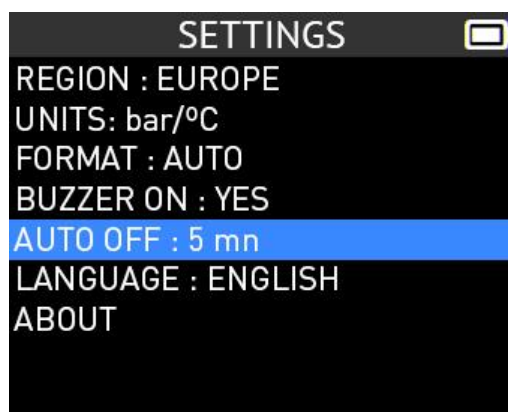 SETTINGS
REGION : EUROPE
UNITS: bar/ºC
FORMAT : AUTO
BUZZER ON : YES
AUTO OFF : 5 mn
LANGUAGE : ENGLISH
ABOUT